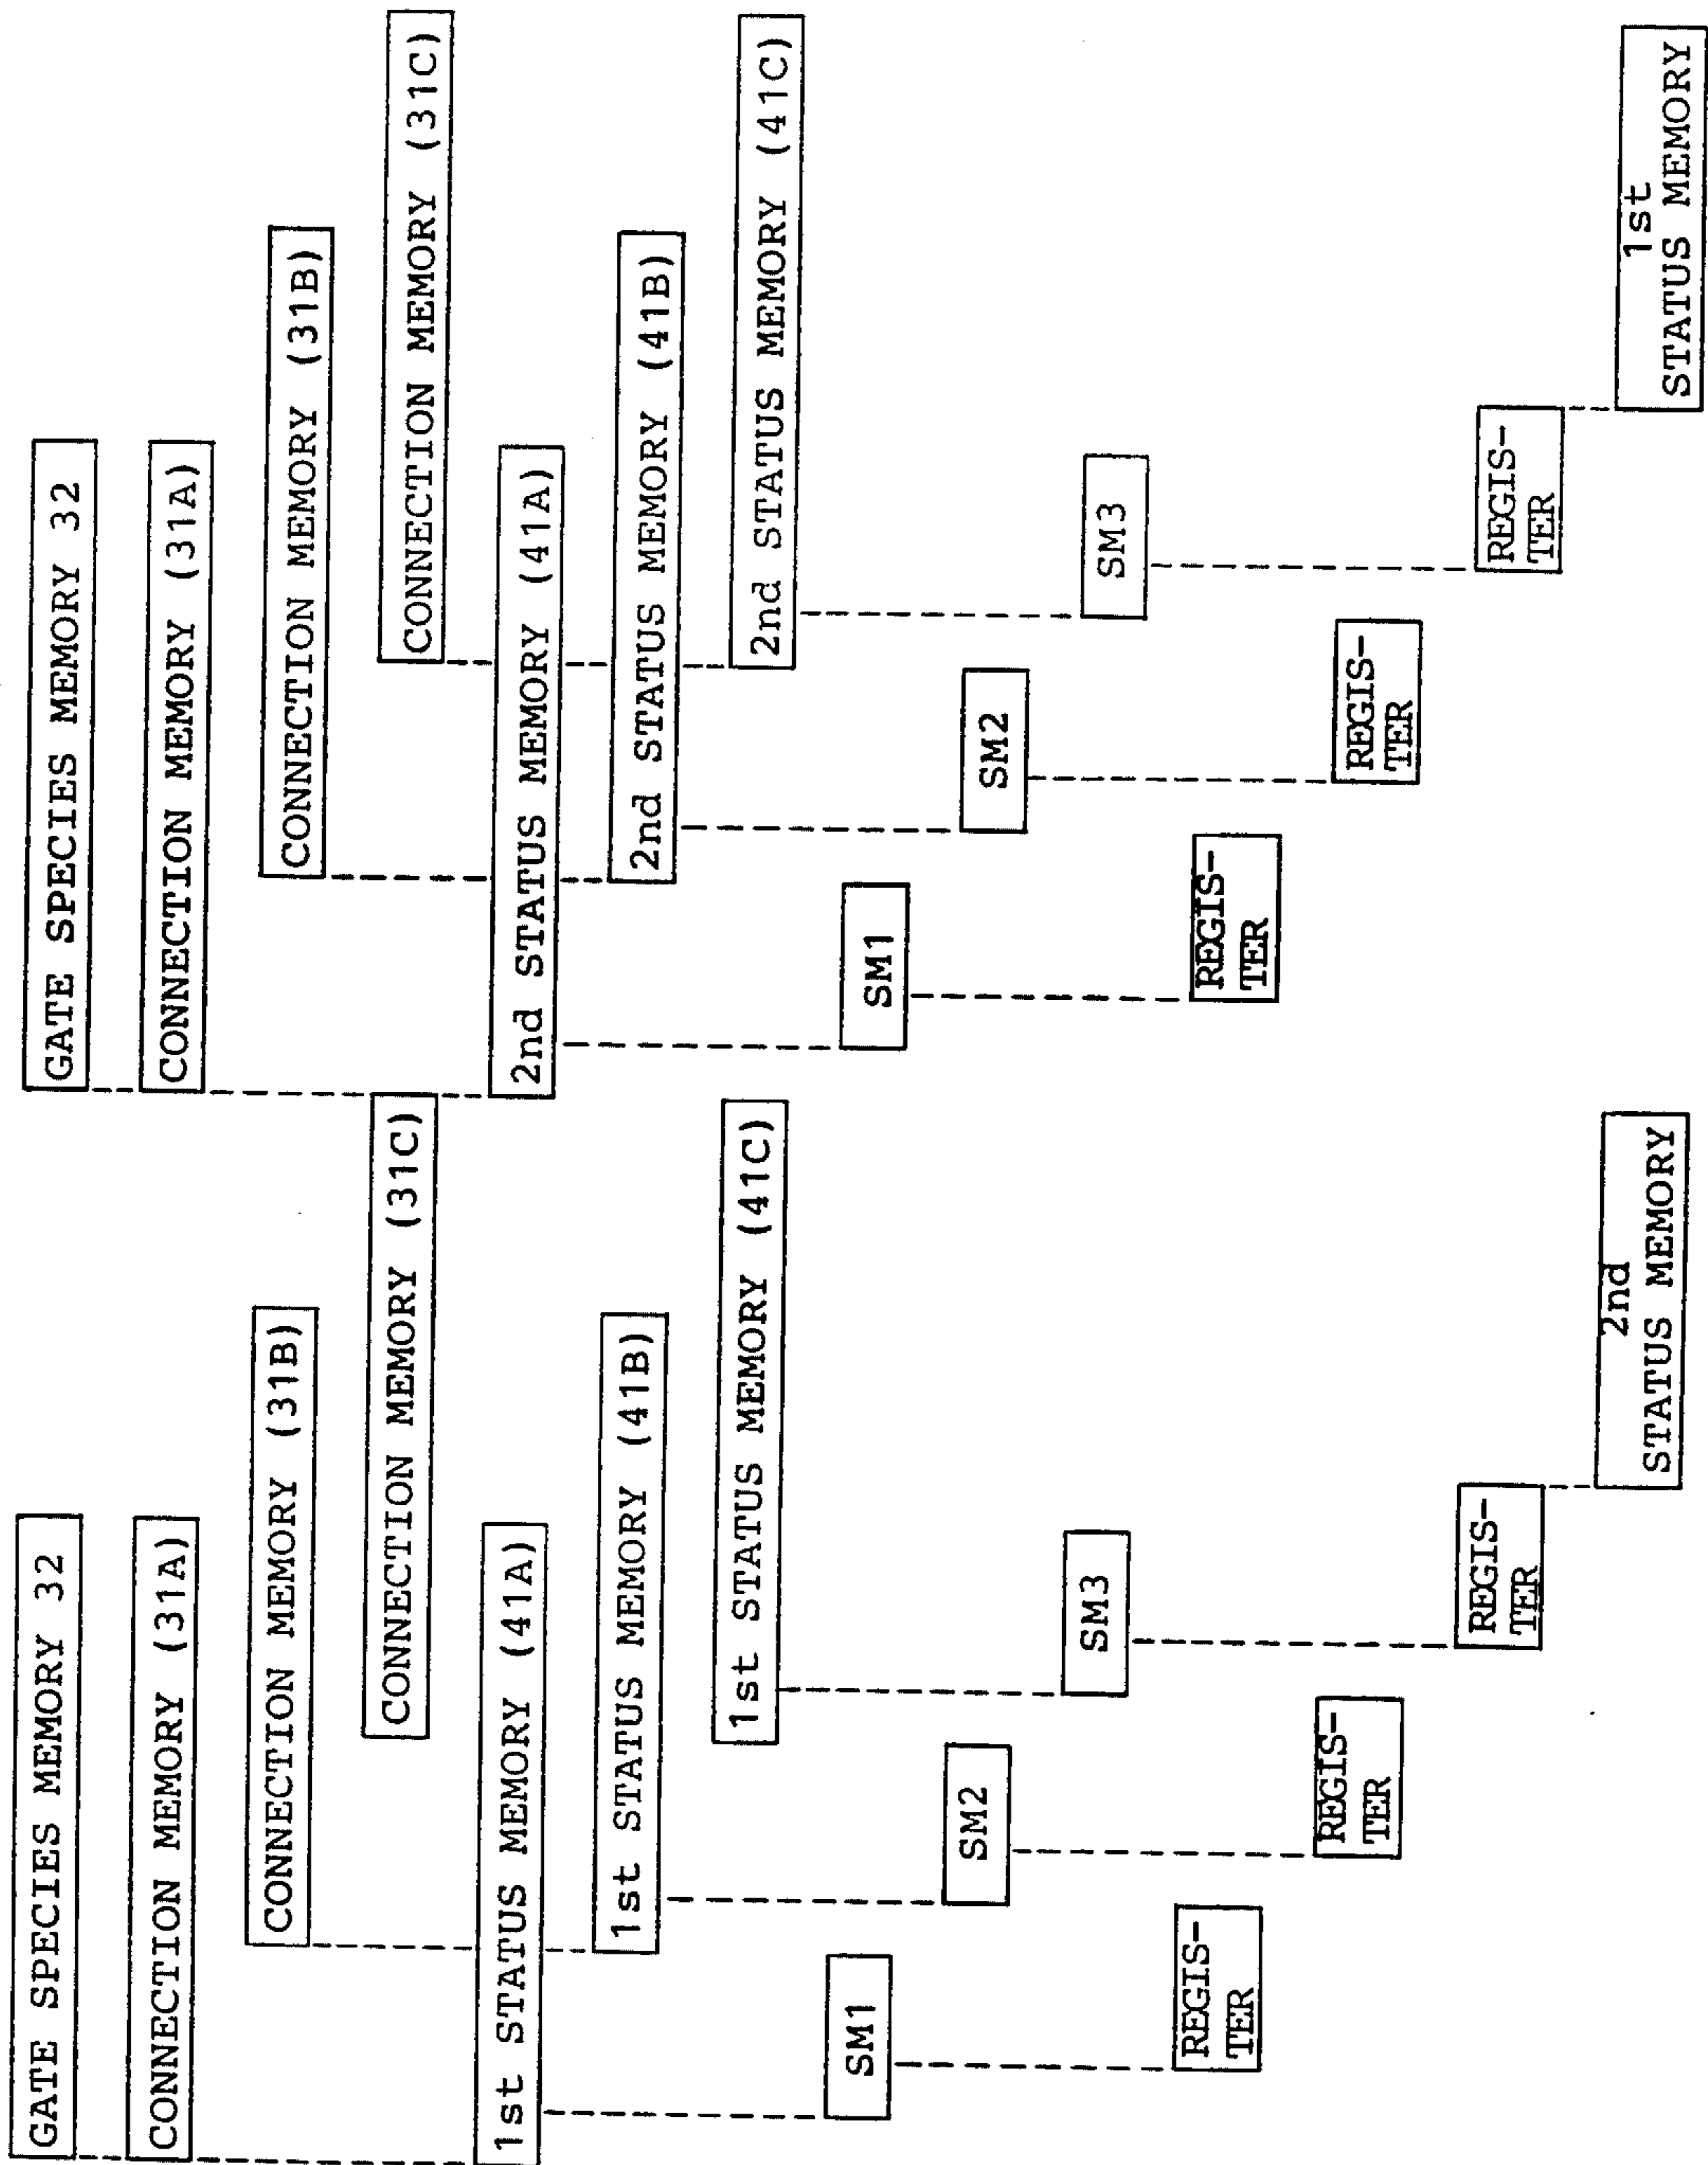 GATE SPECIES MEMORY 32
CONNECTION MEMORY (31A)
CONNECTION MEMORY (31B)
CONNECTION MEMORY (31C)
1st STATUS MEMORY (41A)
1st STATUS MEMORY (41B)
1st STATUS MEMORY (41C)
SM1
SM2
SM3
REGIS-
TER
REGIS-
TER
REGIS-
TER
2nd
STATUS MEMORY
GATE SPECIES MEMORY 32
CONNECTION MEMORY (31A)
CONNECTION MEMORY (31B)
CONNECTION MEMORY (31C)
2nd STATUS MEMORY (41A)
2nd STATUS MEMORY (41B)
2nd STATUS MEMORY (41C)
SM1
SM2
SM3
REGIS-
TER
REGIS-
TER
REGIS-
TER
1st
STATUS MEMORY